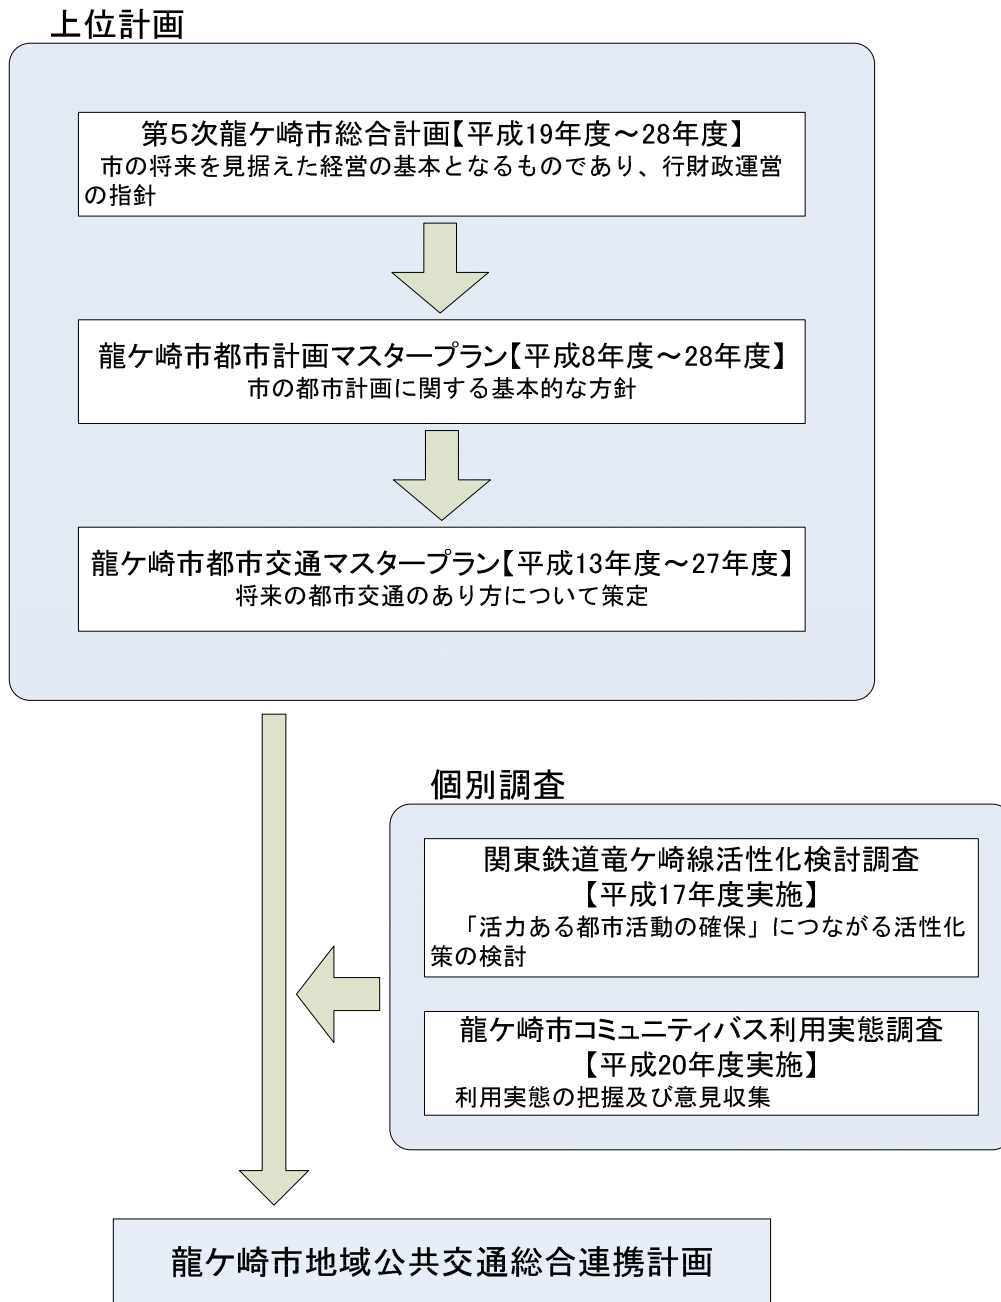 上位計画
第５次龍ケ崎市総合計画【平成19年度～28年度】
市の将来を見据えた経営の基本となるものであり、行財政運営
の指針
龍ケ崎市都市計画マスタープラン【平成8年度～28年度】
市の都市計画に関する基本的な方針
龍ケ崎市都市交通マスタープラン【平成13年度～27年度】
将来の都市交通のあり方について策定
個別調査
関東鉄道竜ケ崎線活性化検討調査
【平成17年度実施】
「活力ある都市活動の確保」につながる活性化
策の検討
龍ケ崎市コミュニティバス利用実態調査
【平成20年度実施】
利用実態の把握及び意見収集
龍ケ崎市地域公共交通総合連携計画